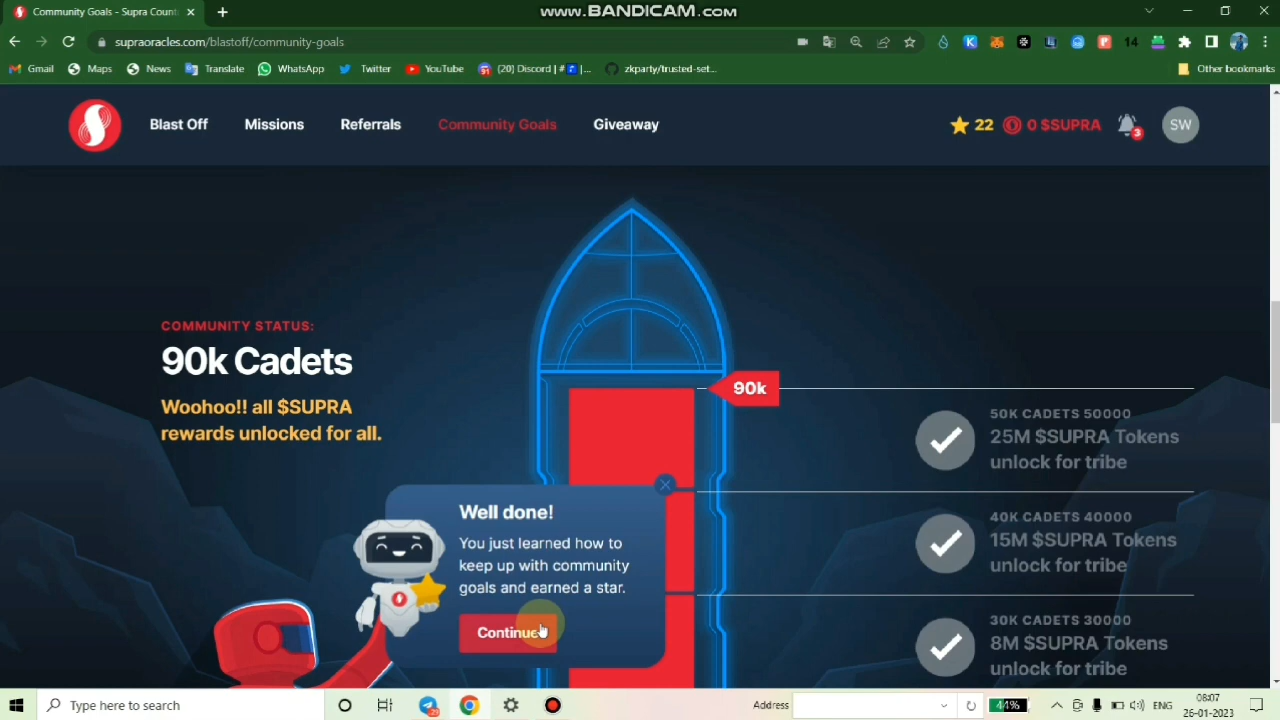 www.BANDICAM.com
Community Goals - Supra Count
supraoracles.com/blastoff/community-goals
14
Gmail Maps News Translate WhatsApp Twitter YouTube (20) Discord | # | ... zkparty/trusted-set... Other bookmarks
Blast Off Missions Referrals Community Goals Giveaway 22 0 $SUPRA 3 SW
COMMUNITY STATUS:
90k Cadets
Woohoo!! all $SUPRA
rewards unlocked for all.
90k
50K CADETS 50000
25M $SUPRA Tokens
unlock for tribe
40K CADETS 40000
15M $SUPRA Tokens
unlock for tribe
30K CADETS 30000
8M $SUPRA Tokens
unlock for tribe
Well done!
You just learned how to
keep up with community
goals and earned a star.
Continue
Type here to search
Address
44%
ENG
08:07
26-01-2023